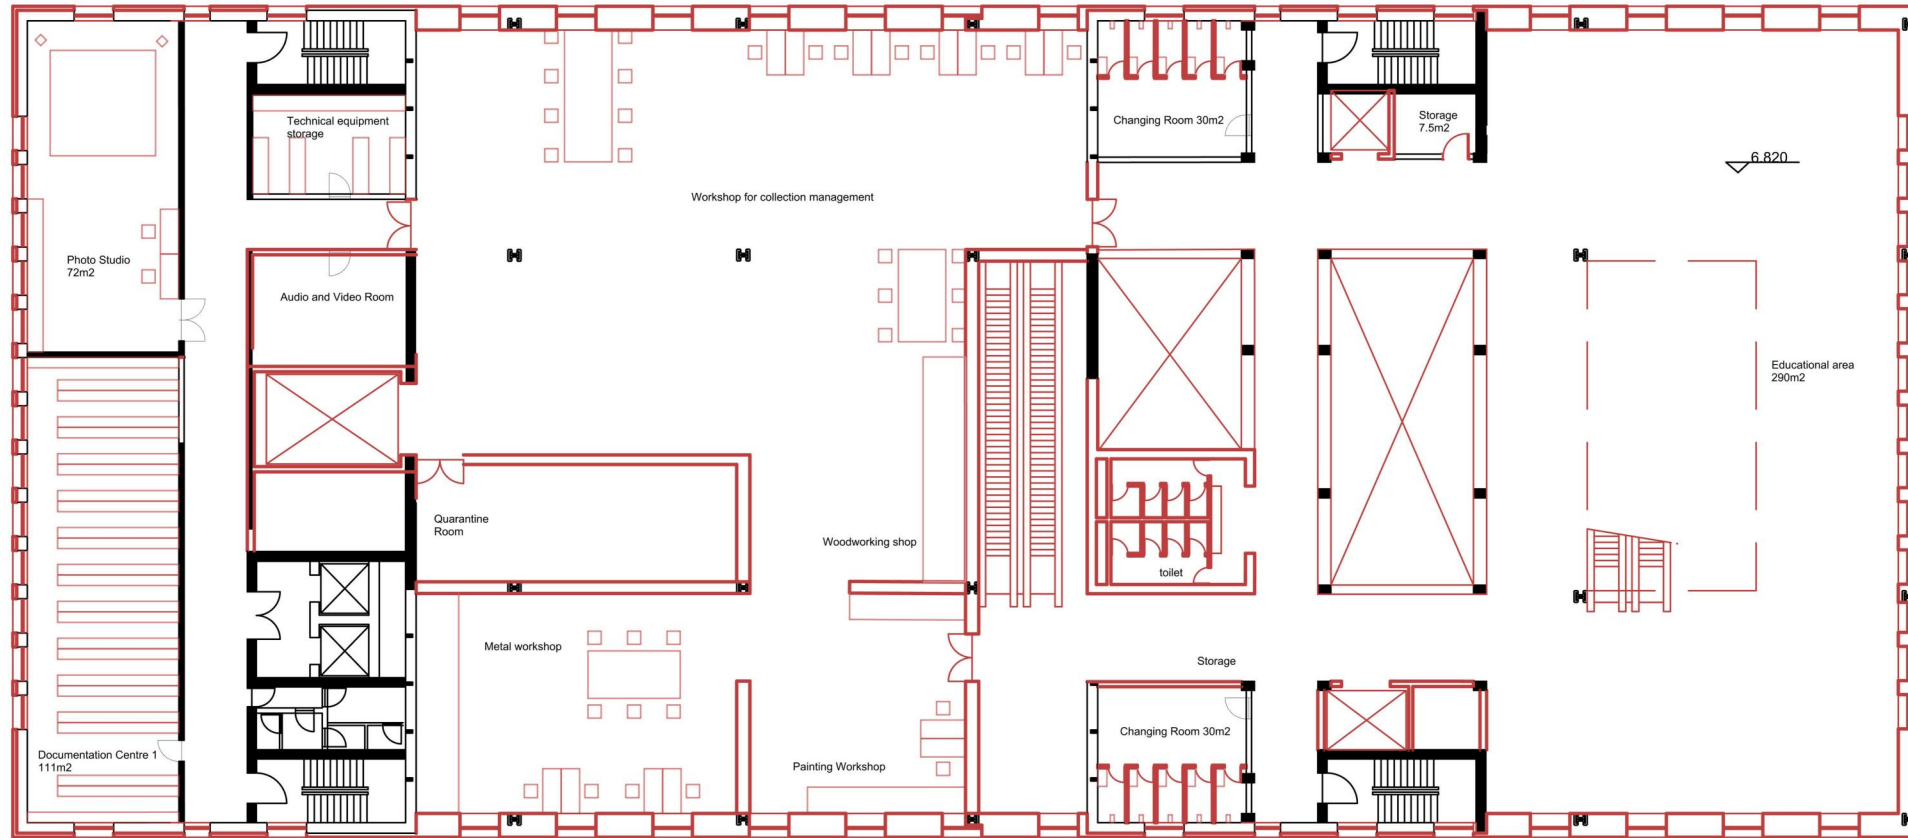 Technical equipment
storage
Changing Room 30m2
Storage
7.5m2
6.820
Workshop for collection management
Photo Studio
72m2
Audio and Video Room
Educational area
290m2
Quarantine
Room
Woodworking shop
toilet
Metal workshop
Storage
Changing Room 30m2
Documentation Centre 1
111m2
Painting Workshop